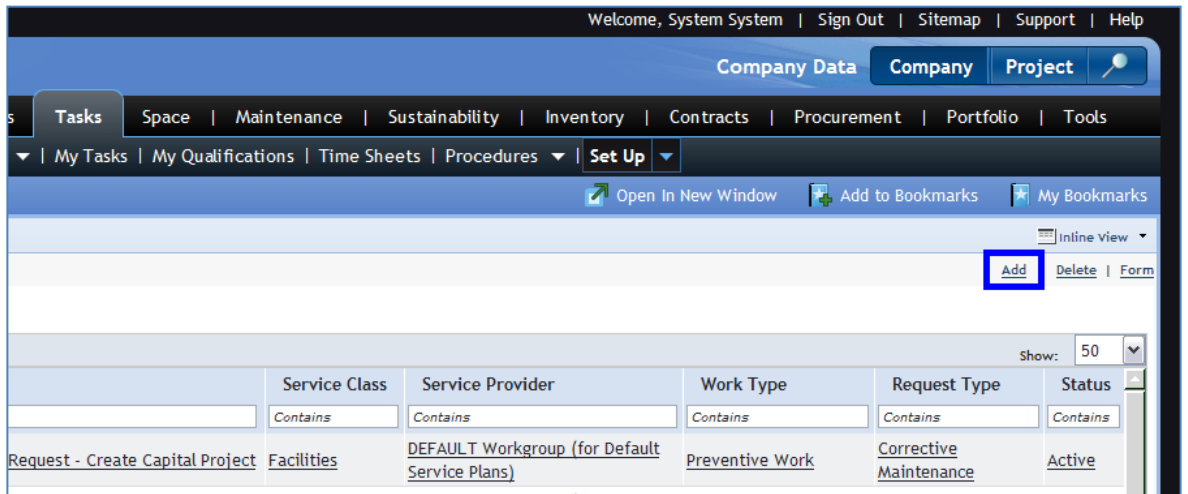 Welcome, System System | Sign Out | Sitemap | Support | Help
Company Data Company Project
s Tasks Space | Maintenance | Sustainability | Inventory | Contracts | Procurement | Portfolio | Tools
| My Tasks | My Qualifications | Time Sheets | Procedures | Set Up
Open In New Window Add to Bookmarks My Bookmarks
Inline View
Add Delete | Form
Show: 50
Service Class Service Provider Work Type Request Type Status
Contains Contains Contains Contains Contains
Request - Create Capital Project Facilities DEFAULT Workgroup (for Default Service Plans) Preventive Work Corrective Maintenance Active